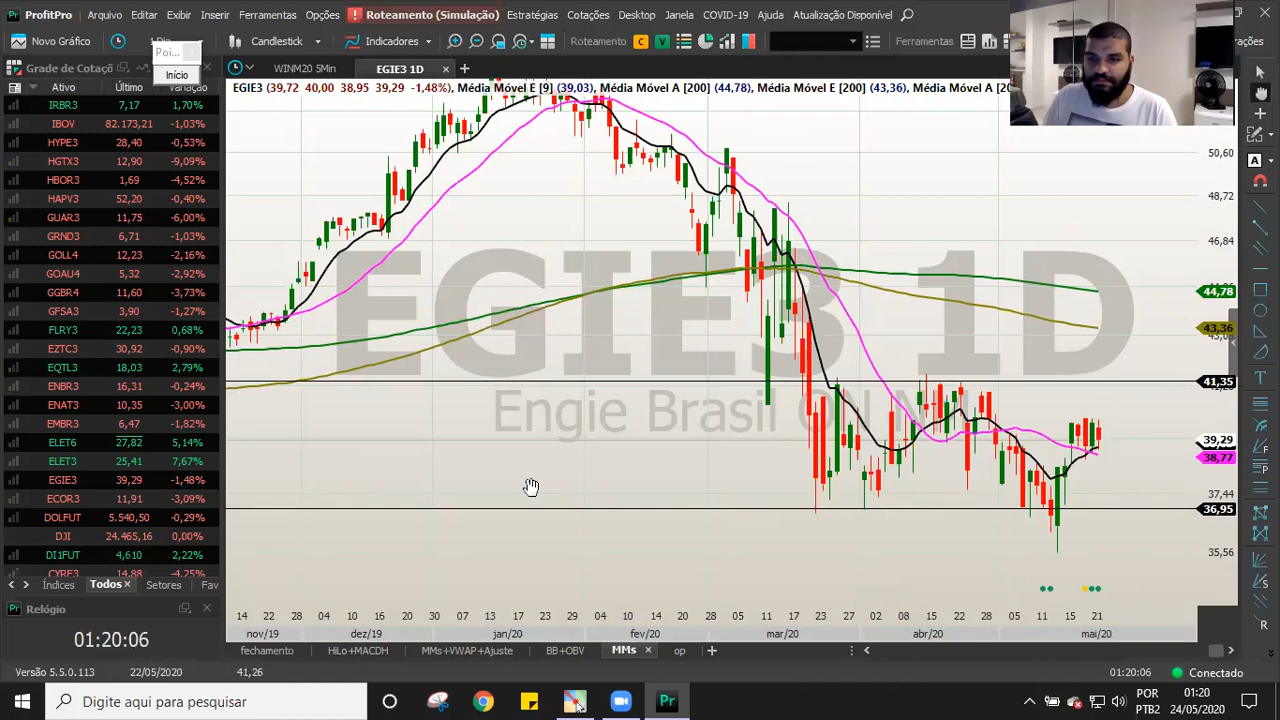 ProfitPro Arquivo Editar Exibir Inserir Ferramentas Opções Roteamento (Simulação) Estratégias Cotações Desktop Janela COVID-19 Ajuda Atualização Disponível
Novo Gráfico 1 Dia Candlestick Indicadores Roteamento C V Ferramentas
Poi...
Início
Grade de Cotaçõ
WINM20 5Min EGIE3 1D
Ativo Último Variação
EGIE3 (39,72 40,00 38,95 39,29 -1,48%), Média Móvel E [9] (39,03), Média Móvel A [200] (44,78), Média Móvel E [200] (43,36), Média Móvel A [20
IRBR3 7,17 1,70%
IBOV 82.173,21 -1,03%
HYPE3 28,40 -0,53%
HGTX3 12,90 -9,09%
HBOR3 1,69 -4,52%
HAPV3 52,20 -0,40%
GUAR3 11,75 -6,00%
GRND3 6,71 -1,03%
GOLL4 12,23 -2,16%
GOAU4 5,32 -2,92%
GGBR4 11,60 -3,73%
GFSA3 3,90 -1,27%
FLRY3 22,23 0,68%
EZTC3 30,92 -0,90%
EQTL3 18,03 2,79%
ENBR3 16,31 -0,24%
ENAT3 10,35 -3,00%
EMBR3 7,42 -0,67%
ELET6 27,82 5,14%
ELET3 25,41 7,67%
EGIE3 39,29 -1,48%
ECOR3 11,91 -3,09%
DOLFUT 5.540,50 -0,29%
DJI 24.465,16 0,00%
DI1FUT 4,610 2,22%
CYRE3 14,88 -4,25%
Índices Todos Setores Fav
Relógio
01:20:06
EGIE3 1D
Engie Brasil ON NM
50,60
48,72
46,84
44,78
43,36
41,35
39,29
38,77
37,44
36,95
35,56
14 22 28 04 10 16 20 30 07 13 17 23 29 04 10 14 20 28 05 11 17 23 27 02 08 16 22 28 05 11 15 21
nov/19 dez/19 jan/20 fev/20 mar/20 abr/20 mai/20
fechamento HiLo+MACDH MMs+VWAP+Ajuste BB+OBV MMs op
Versão 5.5.0.113 22/05/2020 41,26 01:20:06 Conectado
Digite aqui para pesquisar
POR
PTB2
01:20
24/05/2020